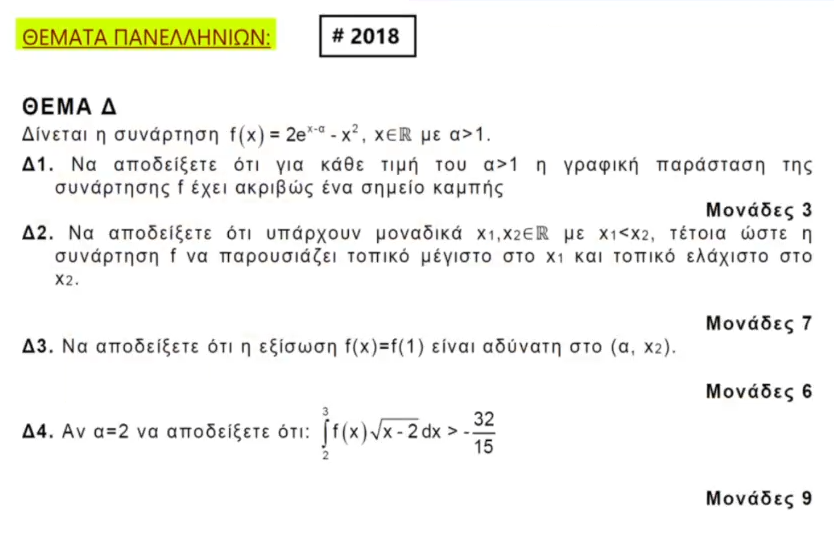 ΘΕΜΑΤΑ ΠΑΝΕΛΛΗΝΙΩΝ: # 2018
ΘΕΜΑ Δ
Δίνεται η συνάρτηση f(x) = 2eˣ⁻ᵅ - x², x∈ℝ με α>1.
Δ1. Να αποδείξετε ότι για κάθε τιμή του α>1 η γραφική παράσταση της
συνάρτησης f έχει ακριβώς ένα σημείο καμπής
Μονάδες 3
Δ2. Να αποδείξετε ότι υπάρχουν μοναδικά x₁,x₂∈ℝ με x₁<x₂, τέτοια ώστε η
συνάρτηση f να παρουσιάζει τοπικό μέγιστο στο x₁ και τοπικό ελάχιστο στο
x₂.
Μονάδες 7
Δ3. Να αποδείξετε ότι η εξίσωση f(x)=f(1) είναι αδύνατη στο (α, x₂).
Μονάδες 6
Δ4. Αν α=2 να αποδείξετε ότι: ∫₂³ f(x)√(x-2) dx > -32/15
Μονάδες 9